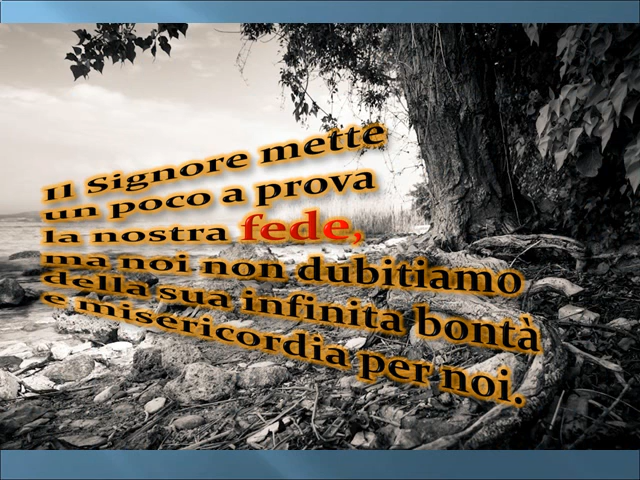 Il Signore mette
un poco a prova
la nostra fede,
ma noi non dubitiamo
della sua infinita bontà
e misericordia per noi.